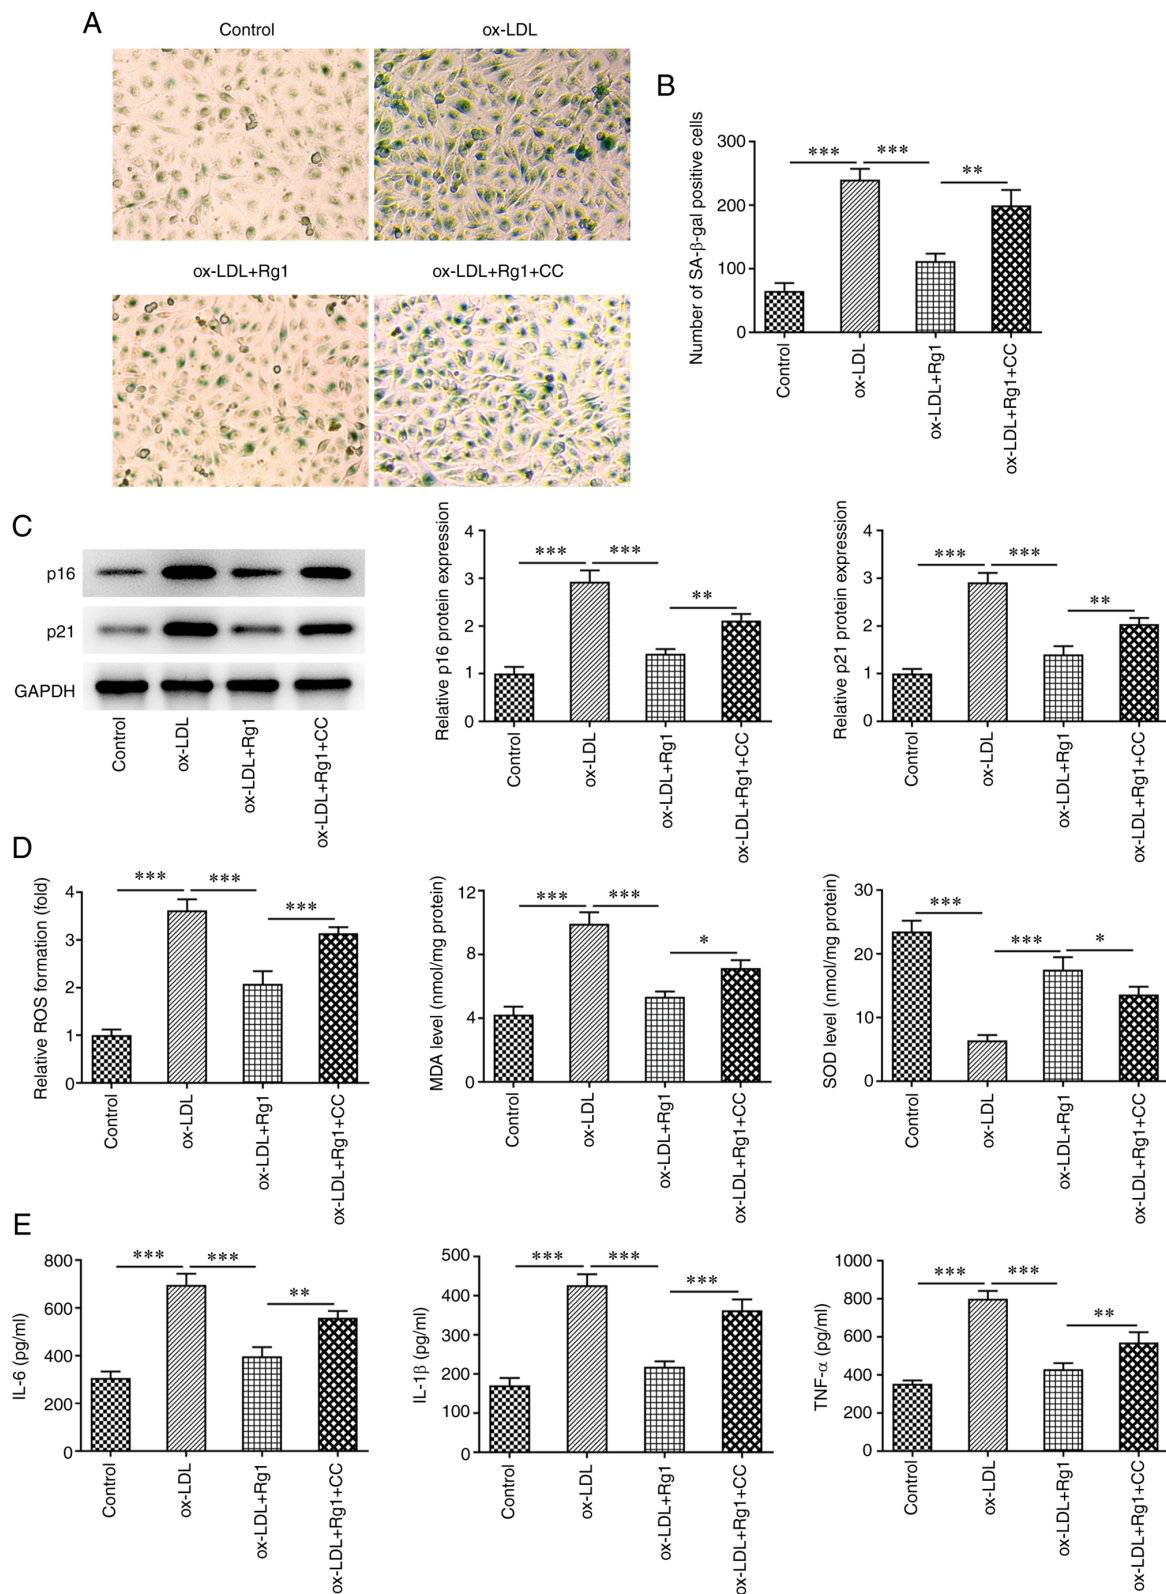 A
Control
ox-LDL
ox-LDL+Rg1
ox-LDL+Rg1+CC
B
Number of SA-β-gal positive cells
300
200
100
0
***
***
**
Control
ox-LDL
ox-LDL+Rg1
ox-LDL+Rg1+CC
C
p16
p21
GAPDH
Control
ox-LDL
ox-LDL+Rg1
ox-LDL+Rg1+CC
Relative p16 protein expression
4
3
2
1
0
***
***
**
Control
ox-LDL
ox-LDL+Rg1
ox-LDL+Rg1+CC
Relative p21 protein expression
4
3
2
1
0
***
***
**
Control
ox-LDL
ox-LDL+Rg1
ox-LDL+Rg1+CC
D
Relative ROS formation (fold)
4
3
2
1
0
***
***
***
Control
ox-LDL
ox-LDL+Rg1
ox-LDL+Rg1+CC
MDA level (nmol/mg protein)
12
8
4
0
***
***
*
Control
ox-LDL
ox-LDL+Rg1
ox-LDL+Rg1+CC
SOD level (nmol/mg protein)
30
20
10
0
***
***
*
Control
ox-LDL
ox-LDL+Rg1
ox-LDL+Rg1+CC
E
IL-6 (pg/ml)
800
600
400
200
0
***
***
**
Control
ox-LDL
ox-LDL+Rg1
ox-LDL+Rg1+CC
IL-1β (pg/ml)
500
400
300
200
100
0
***
***
***
Control
ox-LDL
ox-LDL+Rg1
ox-LDL+Rg1+CC
TNF-α (pg/ml)
1000
800
600
400
200
0
***
***
**
Control
ox-LDL
ox-LDL+Rg1
ox-LDL+Rg1+CC